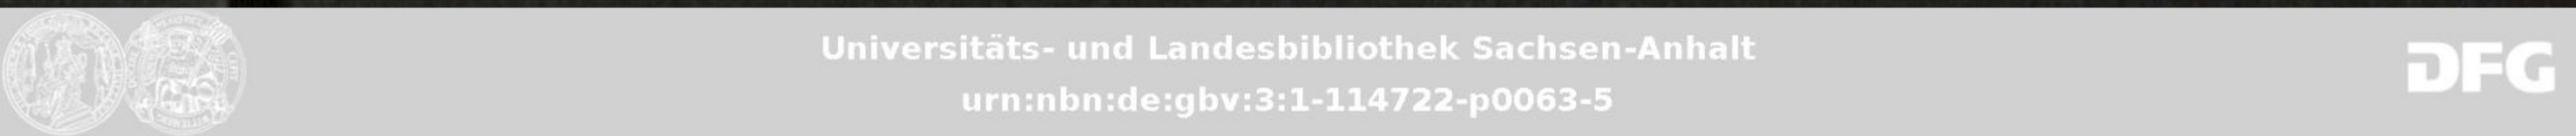 Universitäts- und Landesbibliothek Sachsen-Anhalt
urn:nbn:de:gbv:3:1-114722-p0063-5
DFG